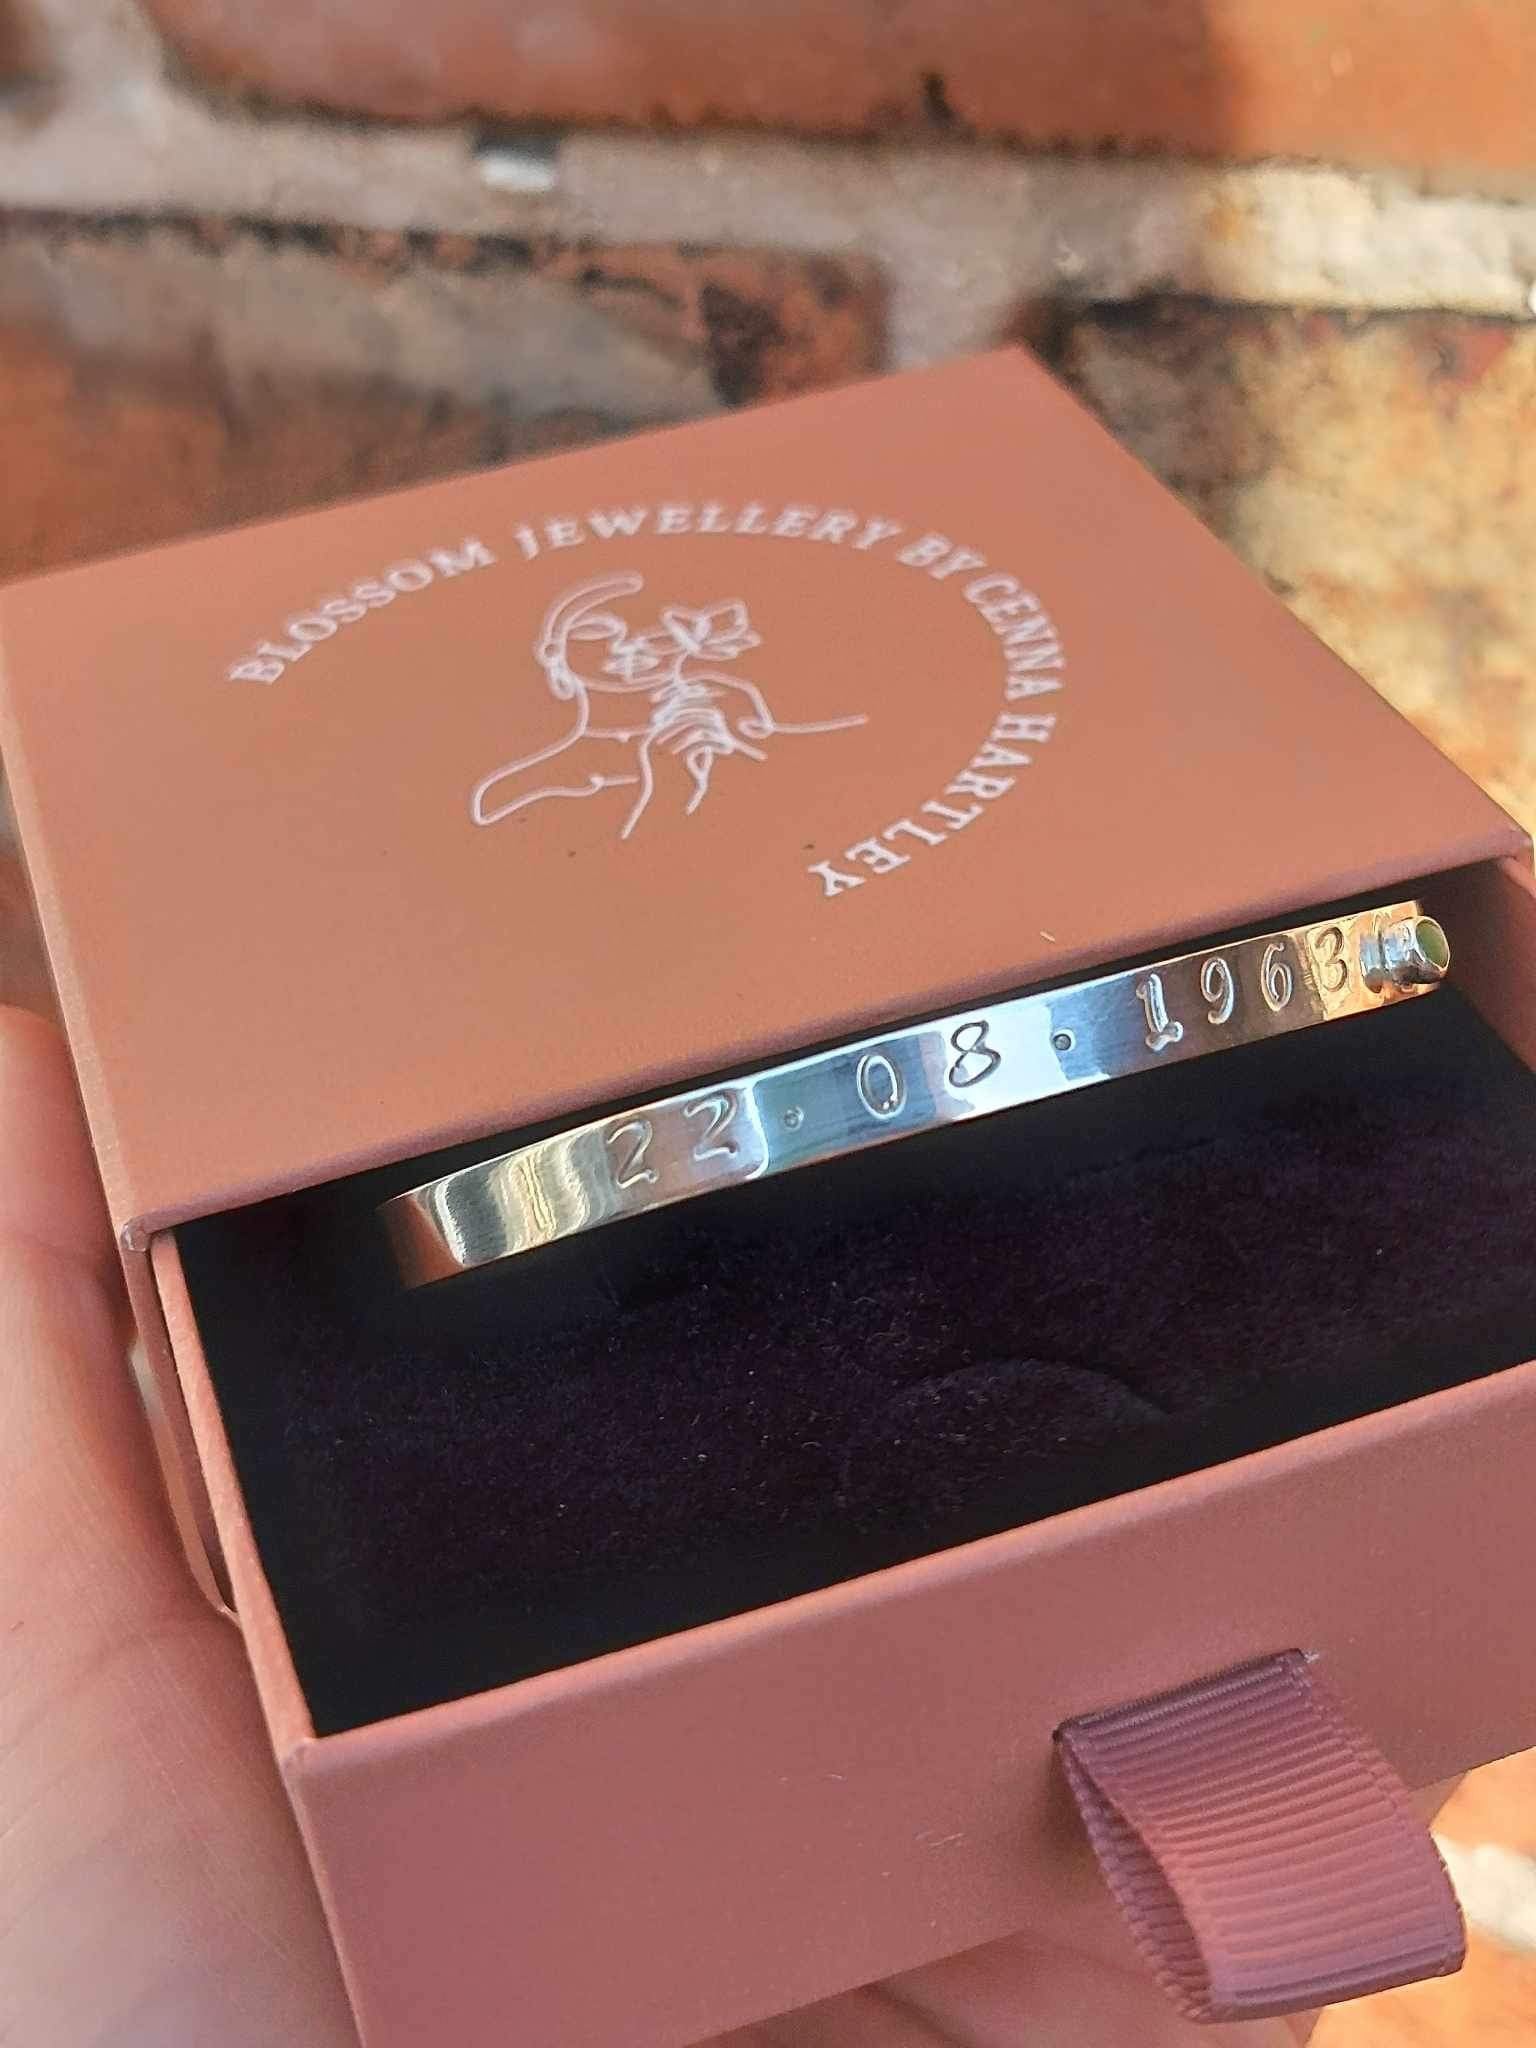 BLOSSOM JEWELLERY BY CENNA HARTLEY
22.08.1963